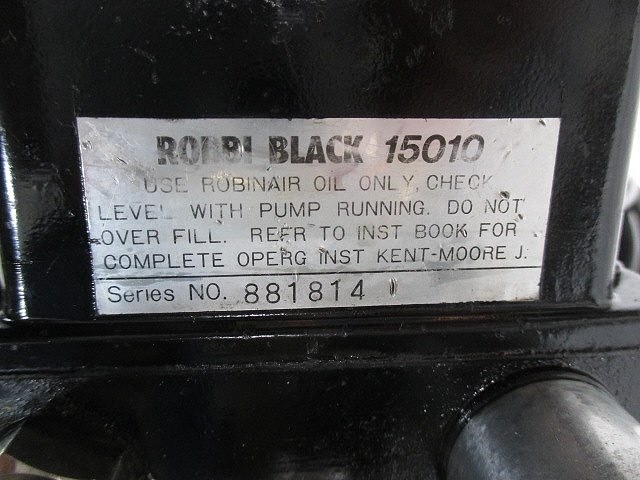 ROBBI BLACK 15010
USE ROBINAIR OIL ONLY, CHECK
LEVEL WITH PUMP RUNNING. DO NOT
OVER FILL. REFR TO INST BOOK FOR
COMPLETE OPERG INST KENT-MOORE J.
Series NO. 881814